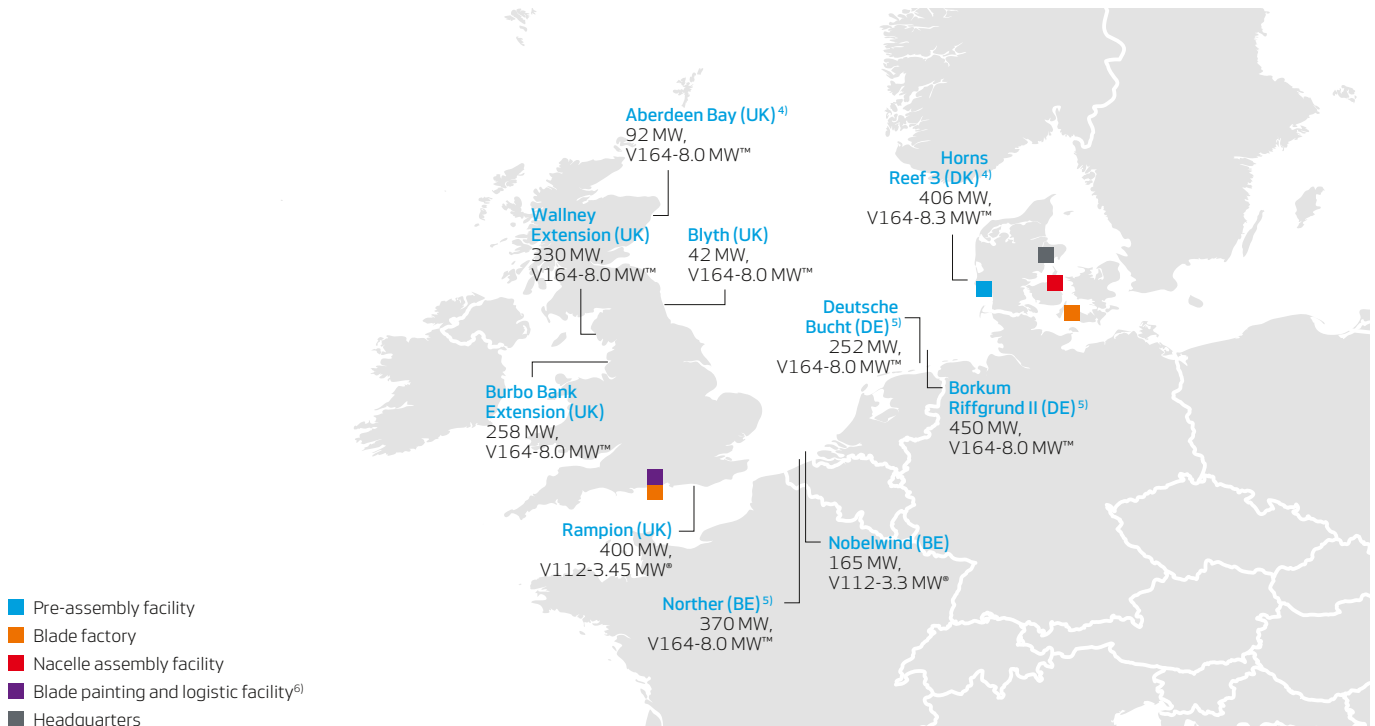 Aberdeen Bay (UK) 4)
92 MW,
V164-8.0 MW™
Horns
Reef 3 (DK) 4)
406 MW,
V164-8.3 MW™
Wallney
Extension (UK)
330 MW,
V164-8.0 MW™
Blyth (UK)
42 MW,
V164-8.0 MW™
Deutsche
Bucht (DE) 5)
252 MW,
V164-8.0 MW™
Burbo Bank
Extension (UK)
258 MW,
V164-8.0 MW™
Borkum
Riffgrund II (DE) 5)
450 MW,
V164-8.0 MW™
Rampion (UK)
400 MW,
V112-3.45 MW®
Nobelwind (BE)
165 MW,
V112-3.3 MW®
Norther (BE) 5)
370 MW,
V164-8.0 MW™
Pre-assembly facility
Blade factory
Nacelle assembly facility
Blade painting and logistic facility 6)
Headquarters